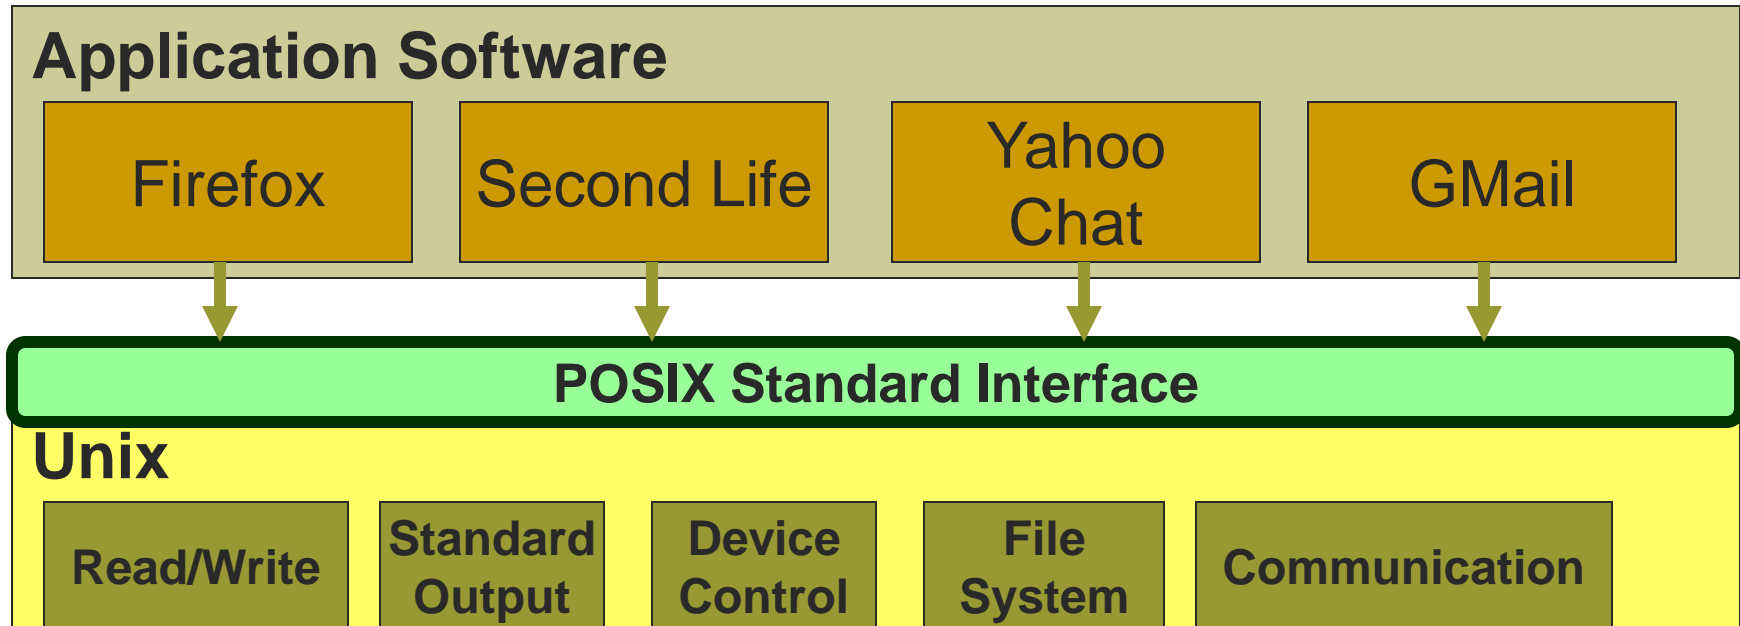 Application Software
Firefox
Second Life
Yahoo
Chat
GMail
POSIX Standard Interface
Unix
Read/Write
Standard
Output
Device
Control
File
System
Communication